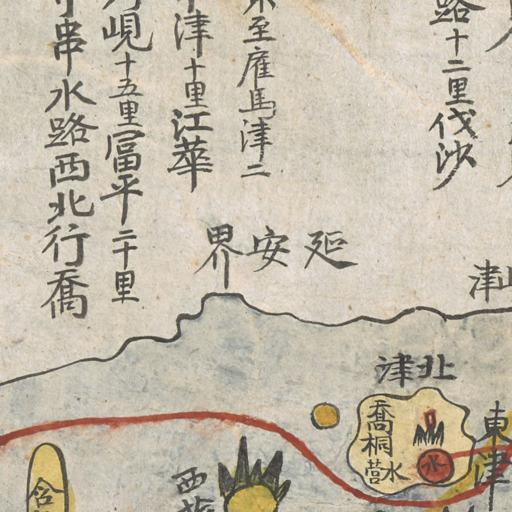 路十二里伐沙
至雁馬津二
津十里江華
峴十五里富平二十里
串水路西北行喬
延安界
津
北津
喬桐
水營
水
東津
西
含